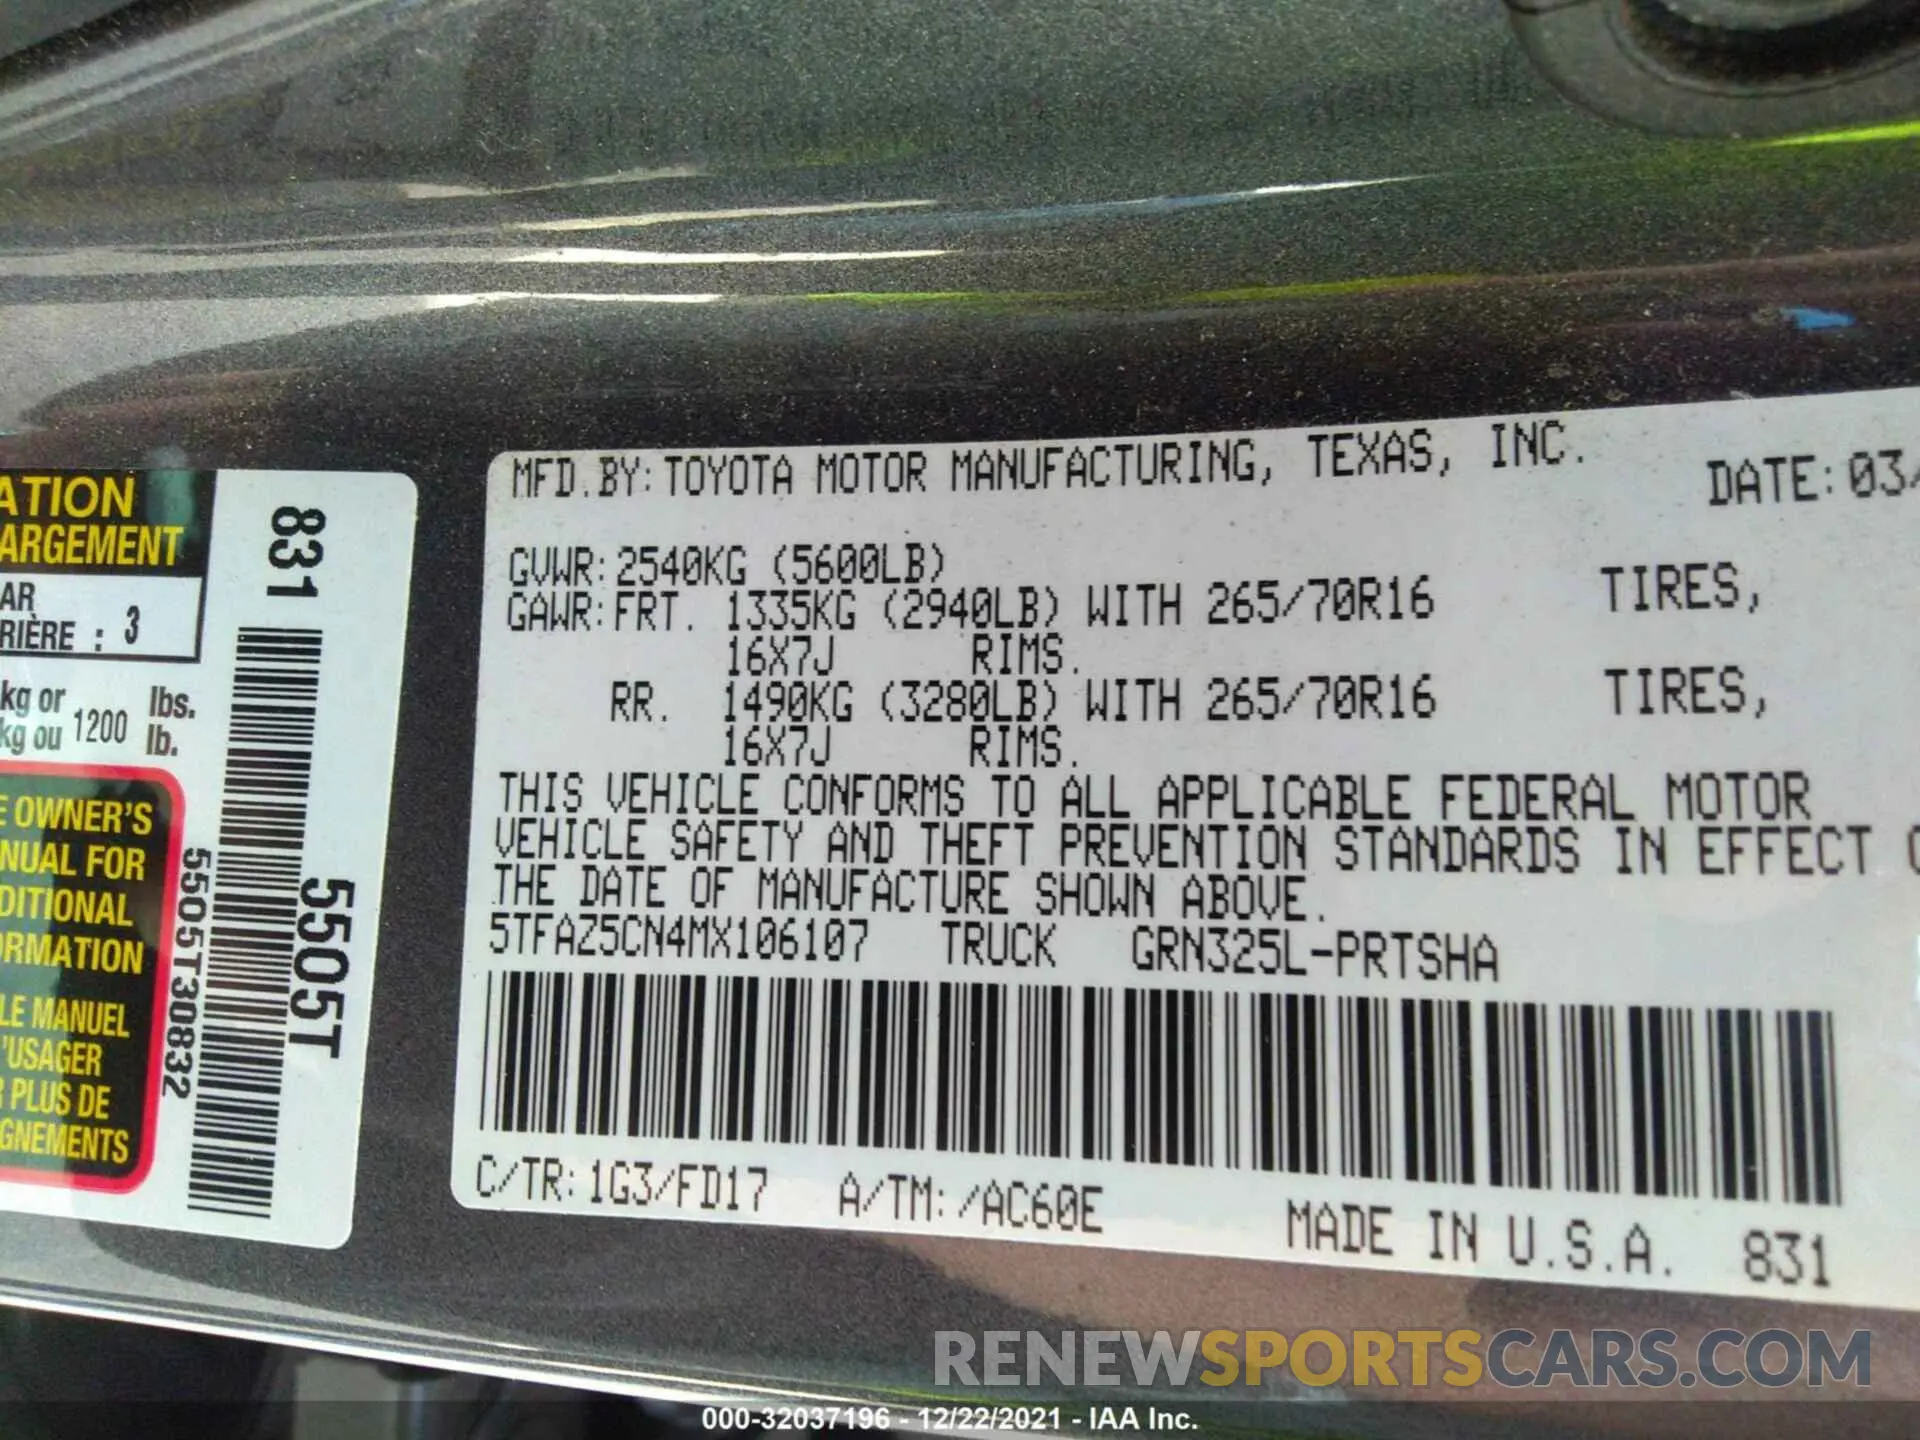 ATION
ARGEMENT
AR
RIÈRE : 3
kg or
kg ou 1200 lbs.
lb.
E OWNER'S
NUAL FOR
DITIONAL
ORMATION
LE MANUEL
'USAGER
R PLUS DE
GNEMENTS
831
5505T
5505T30832
MFD.BY: TOYOTA MOTOR MANUFACTURING, TEXAS, INC.
DATE: 03/
GVWR: 2540KG (5600LB)
GAWR: FRT. 1335KG (2940LB) WITH 265/70R16 TIRES,
16X7J RIMS.
RR. 1490KG (3280LB) WITH 265/70R16 TIRES,
16X7J RIMS.
THIS VEHICLE CONFORMS TO ALL APPLICABLE FEDERAL MOTOR
VEHICLE SAFETY AND THEFT PREVENTION STANDARDS IN EFFECT
THE DATE OF MANUFACTURE SHOWN ABOVE.
5TFAZ5CN4MX106107 TRUCK GRN325L-PRTSHA
C/TR: 1G3/FD17 A/TM: /AC60E
MADE IN U.S.A. 831
RENEWSPORTSCARS.COM
000-32037196 - 12/22/2021 - IAA Inc.